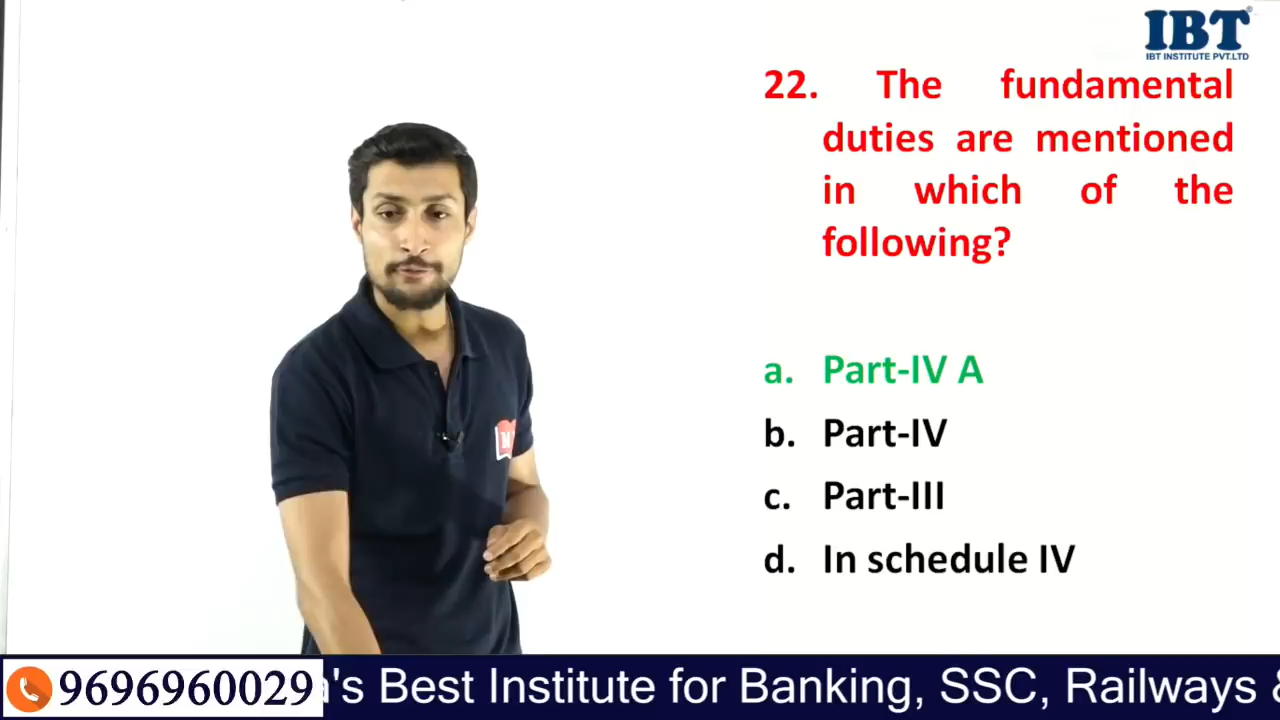 IBT
IBT INSTITUTE PVT.LTD
22. The fundamental
duties are mentioned
in which of the
following?
a. Part-IV A
b. Part-IV
c. Part-III
d. In schedule IV
9696960029
's Best Institute for Banking, SSC, Railways